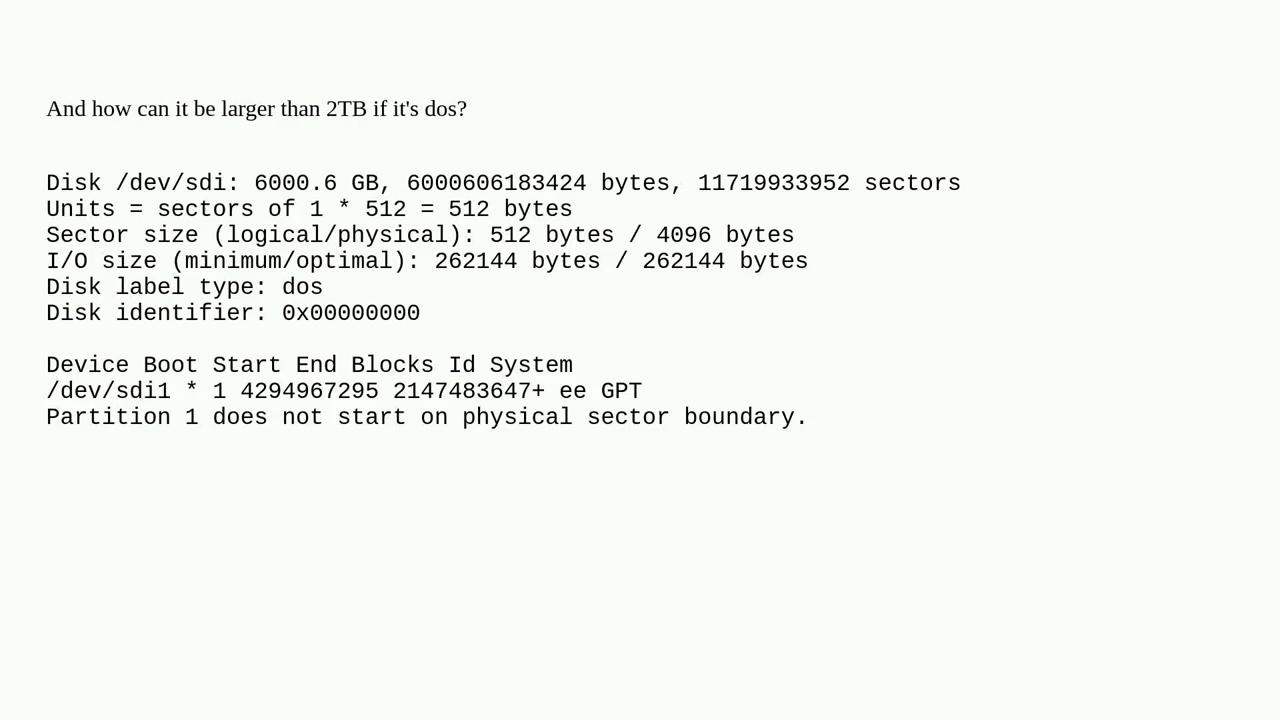 And how can it be larger than 2TB if it's dos?
Disk /dev/sdi: 6000.6 GB, 6000606183424 bytes, 11719933952 sectors
Units = sectors of 1 * 512 = 512 bytes
Sector size (logical/physical): 512 bytes / 4096 bytes
I/O size (minimum/optimal): 262144 bytes / 262144 bytes
Disk label type: dos
Disk identifier: 0x00000000
Device Boot Start End Blocks Id System
/dev/sdi1 * 1 4294967295 2147483647+ ee GPT
Partition 1 does not start on physical sector boundary.